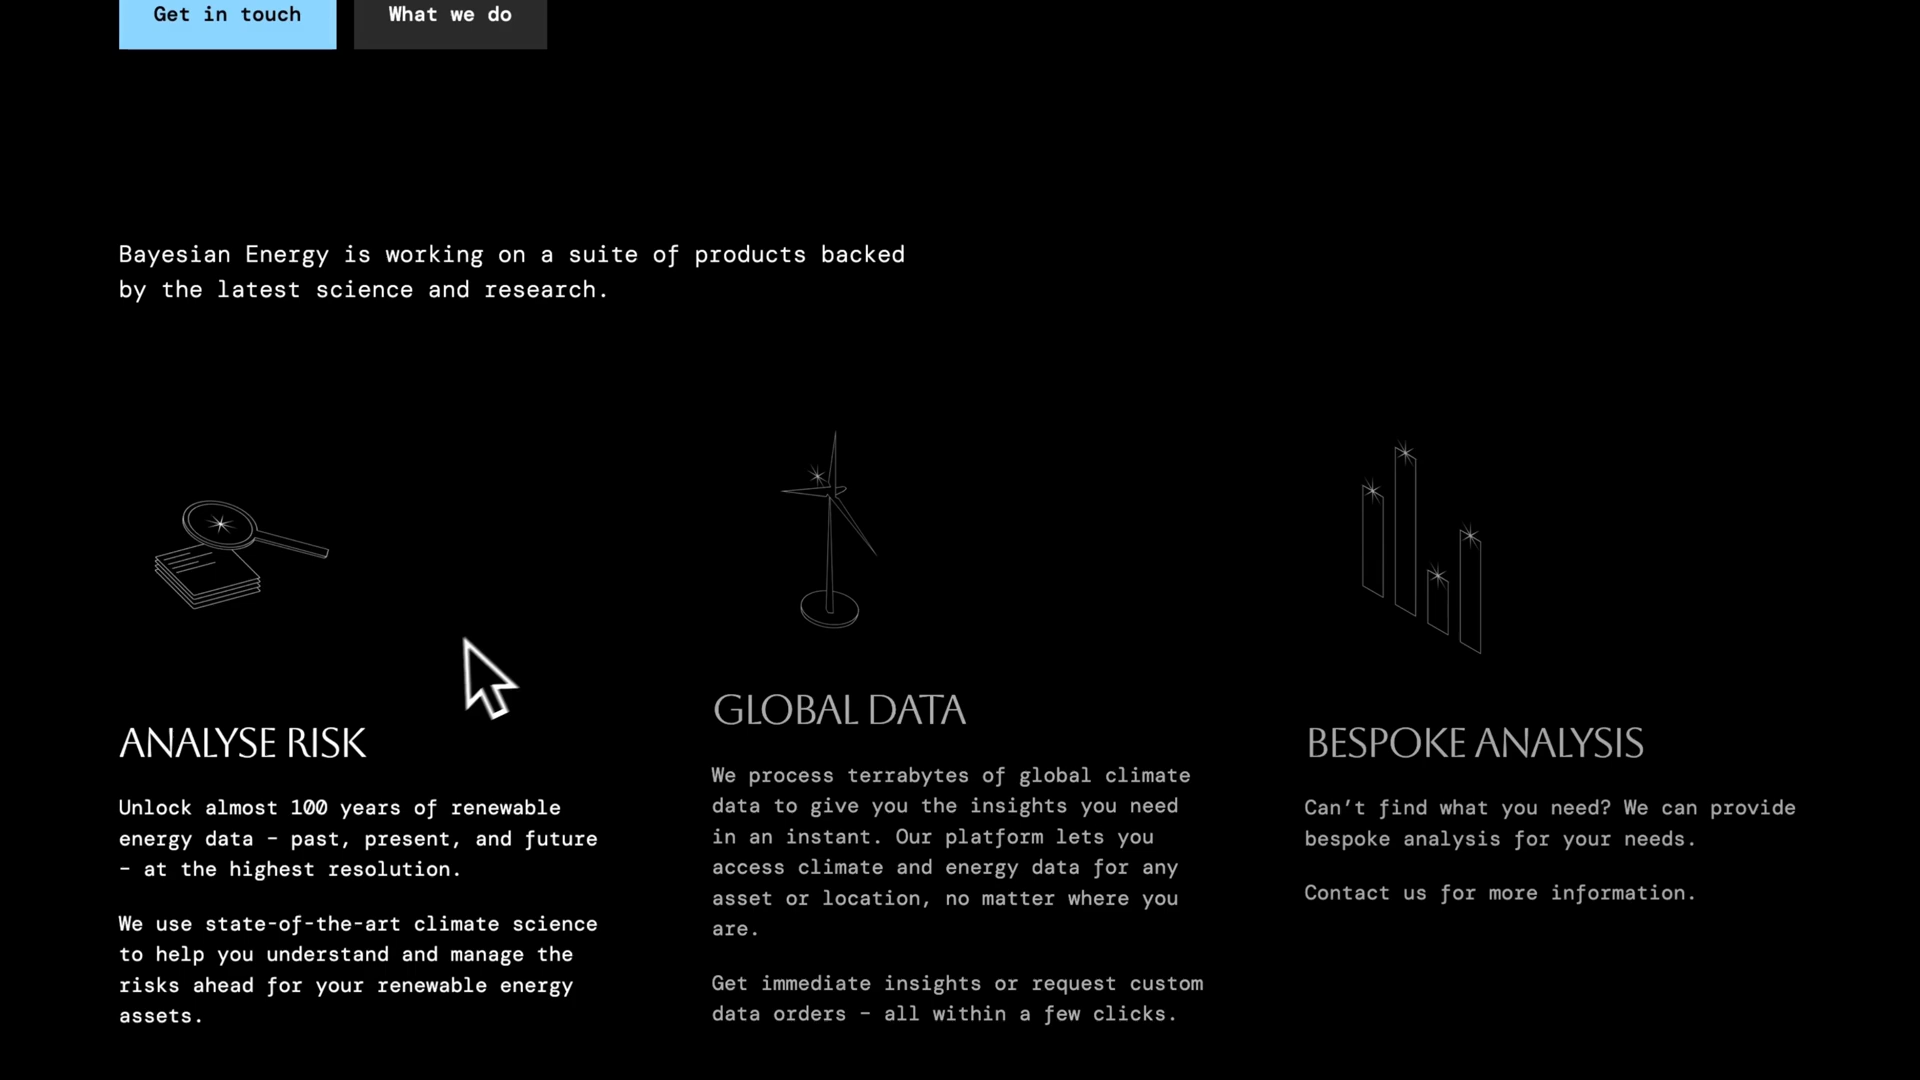 Get in touch
What we do
Bayesian Energy is working on a suite of products backed
by the latest science and research.
ANALYSE RISK
Unlock almost 100 years of renewable
energy data – past, present, and future
– at the highest resolution.
We use state-of-the-art climate science
to help you understand and manage the
risks ahead for your renewable energy
assets.
GLOBAL DATA
We process terrabytes of global climate
data to give you the insights you need
in an instant. Our platform lets you
access climate and energy data for any
asset or location, no matter where you
are.
Get immediate insights or request custom
data orders – all within a few clicks.
BESPOKE ANALYSIS
Can’t find what you need? We can provide
bespoke analysis for your needs.
Contact us for more information.